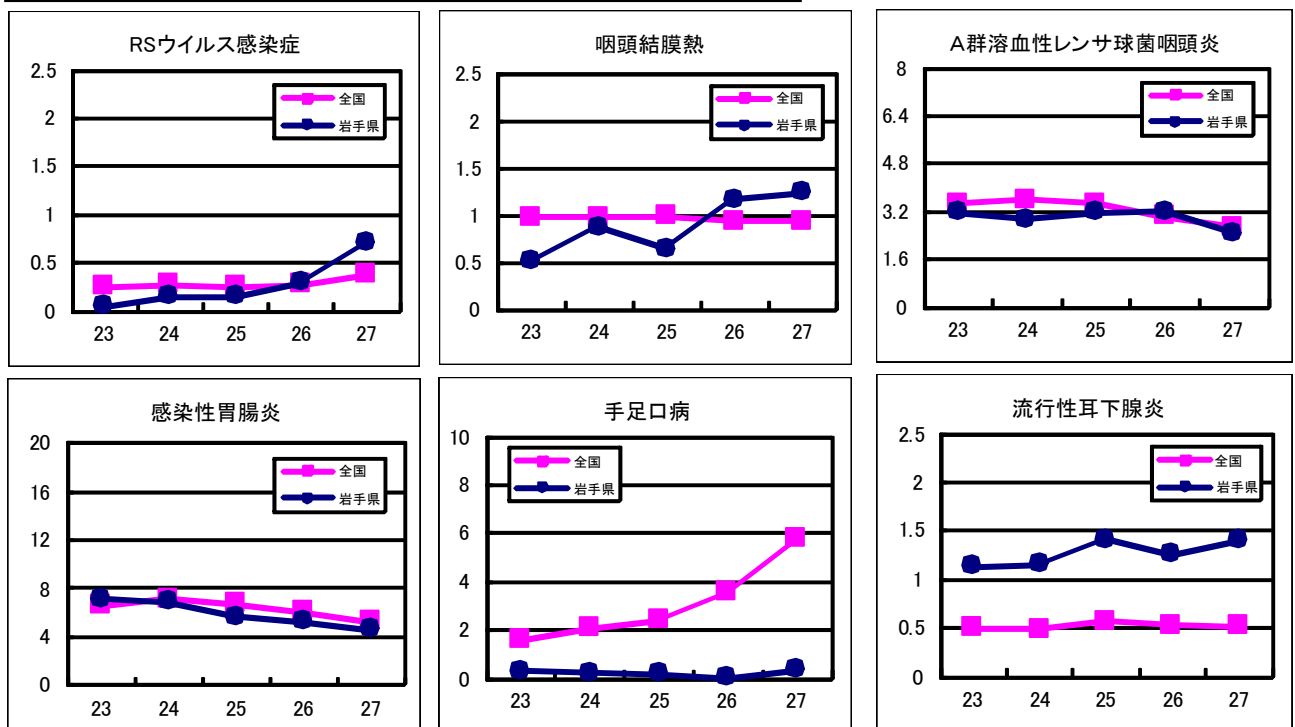 RSウイルス感染症
2.5
2
1.5
1
0.5
0
全国
岩手県
23 24 25 26 27
咽頭結膜熱
2.5
2
1.5
1
0.5
0
全国
岩手県
23 24 25 26 27
A群溶血性レンサ球菌咽頭炎
8
6.4
4.8
3.2
1.6
0
全国
岩手県
23 24 25 26 27
感染性胃腸炎
20
16
12
8
4
0
全国
岩手県
23 24 25 26 27
手足口病
10
8
6
4
2
0
全国
岩手県
23 24 25 26 27
流行性耳下腺炎
2.5
2
1.5
1
0.5
0
全国
岩手県
23 24 25 26 27